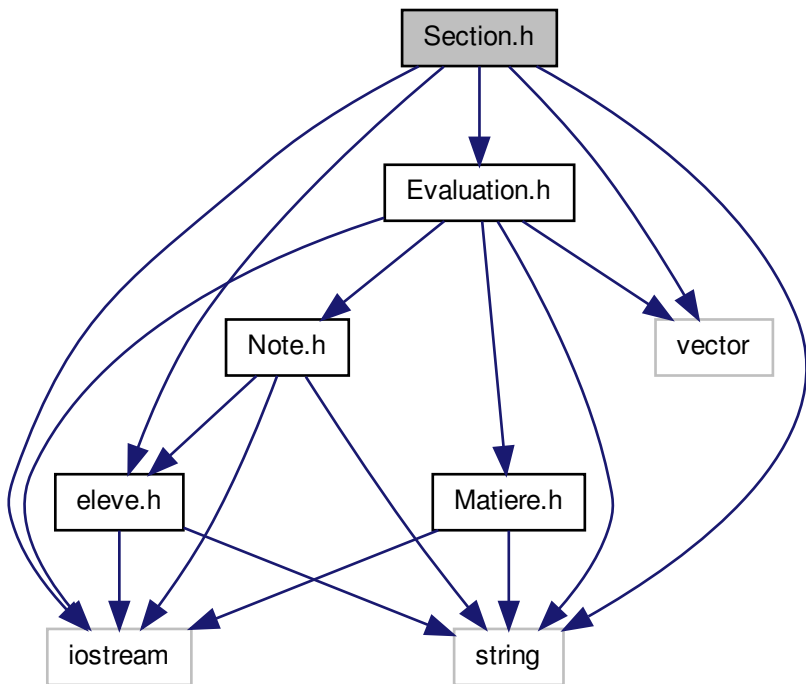 Section.h
Evaluation.h
Note.h
vector
eleve.h
Matiere.h
iostream
string